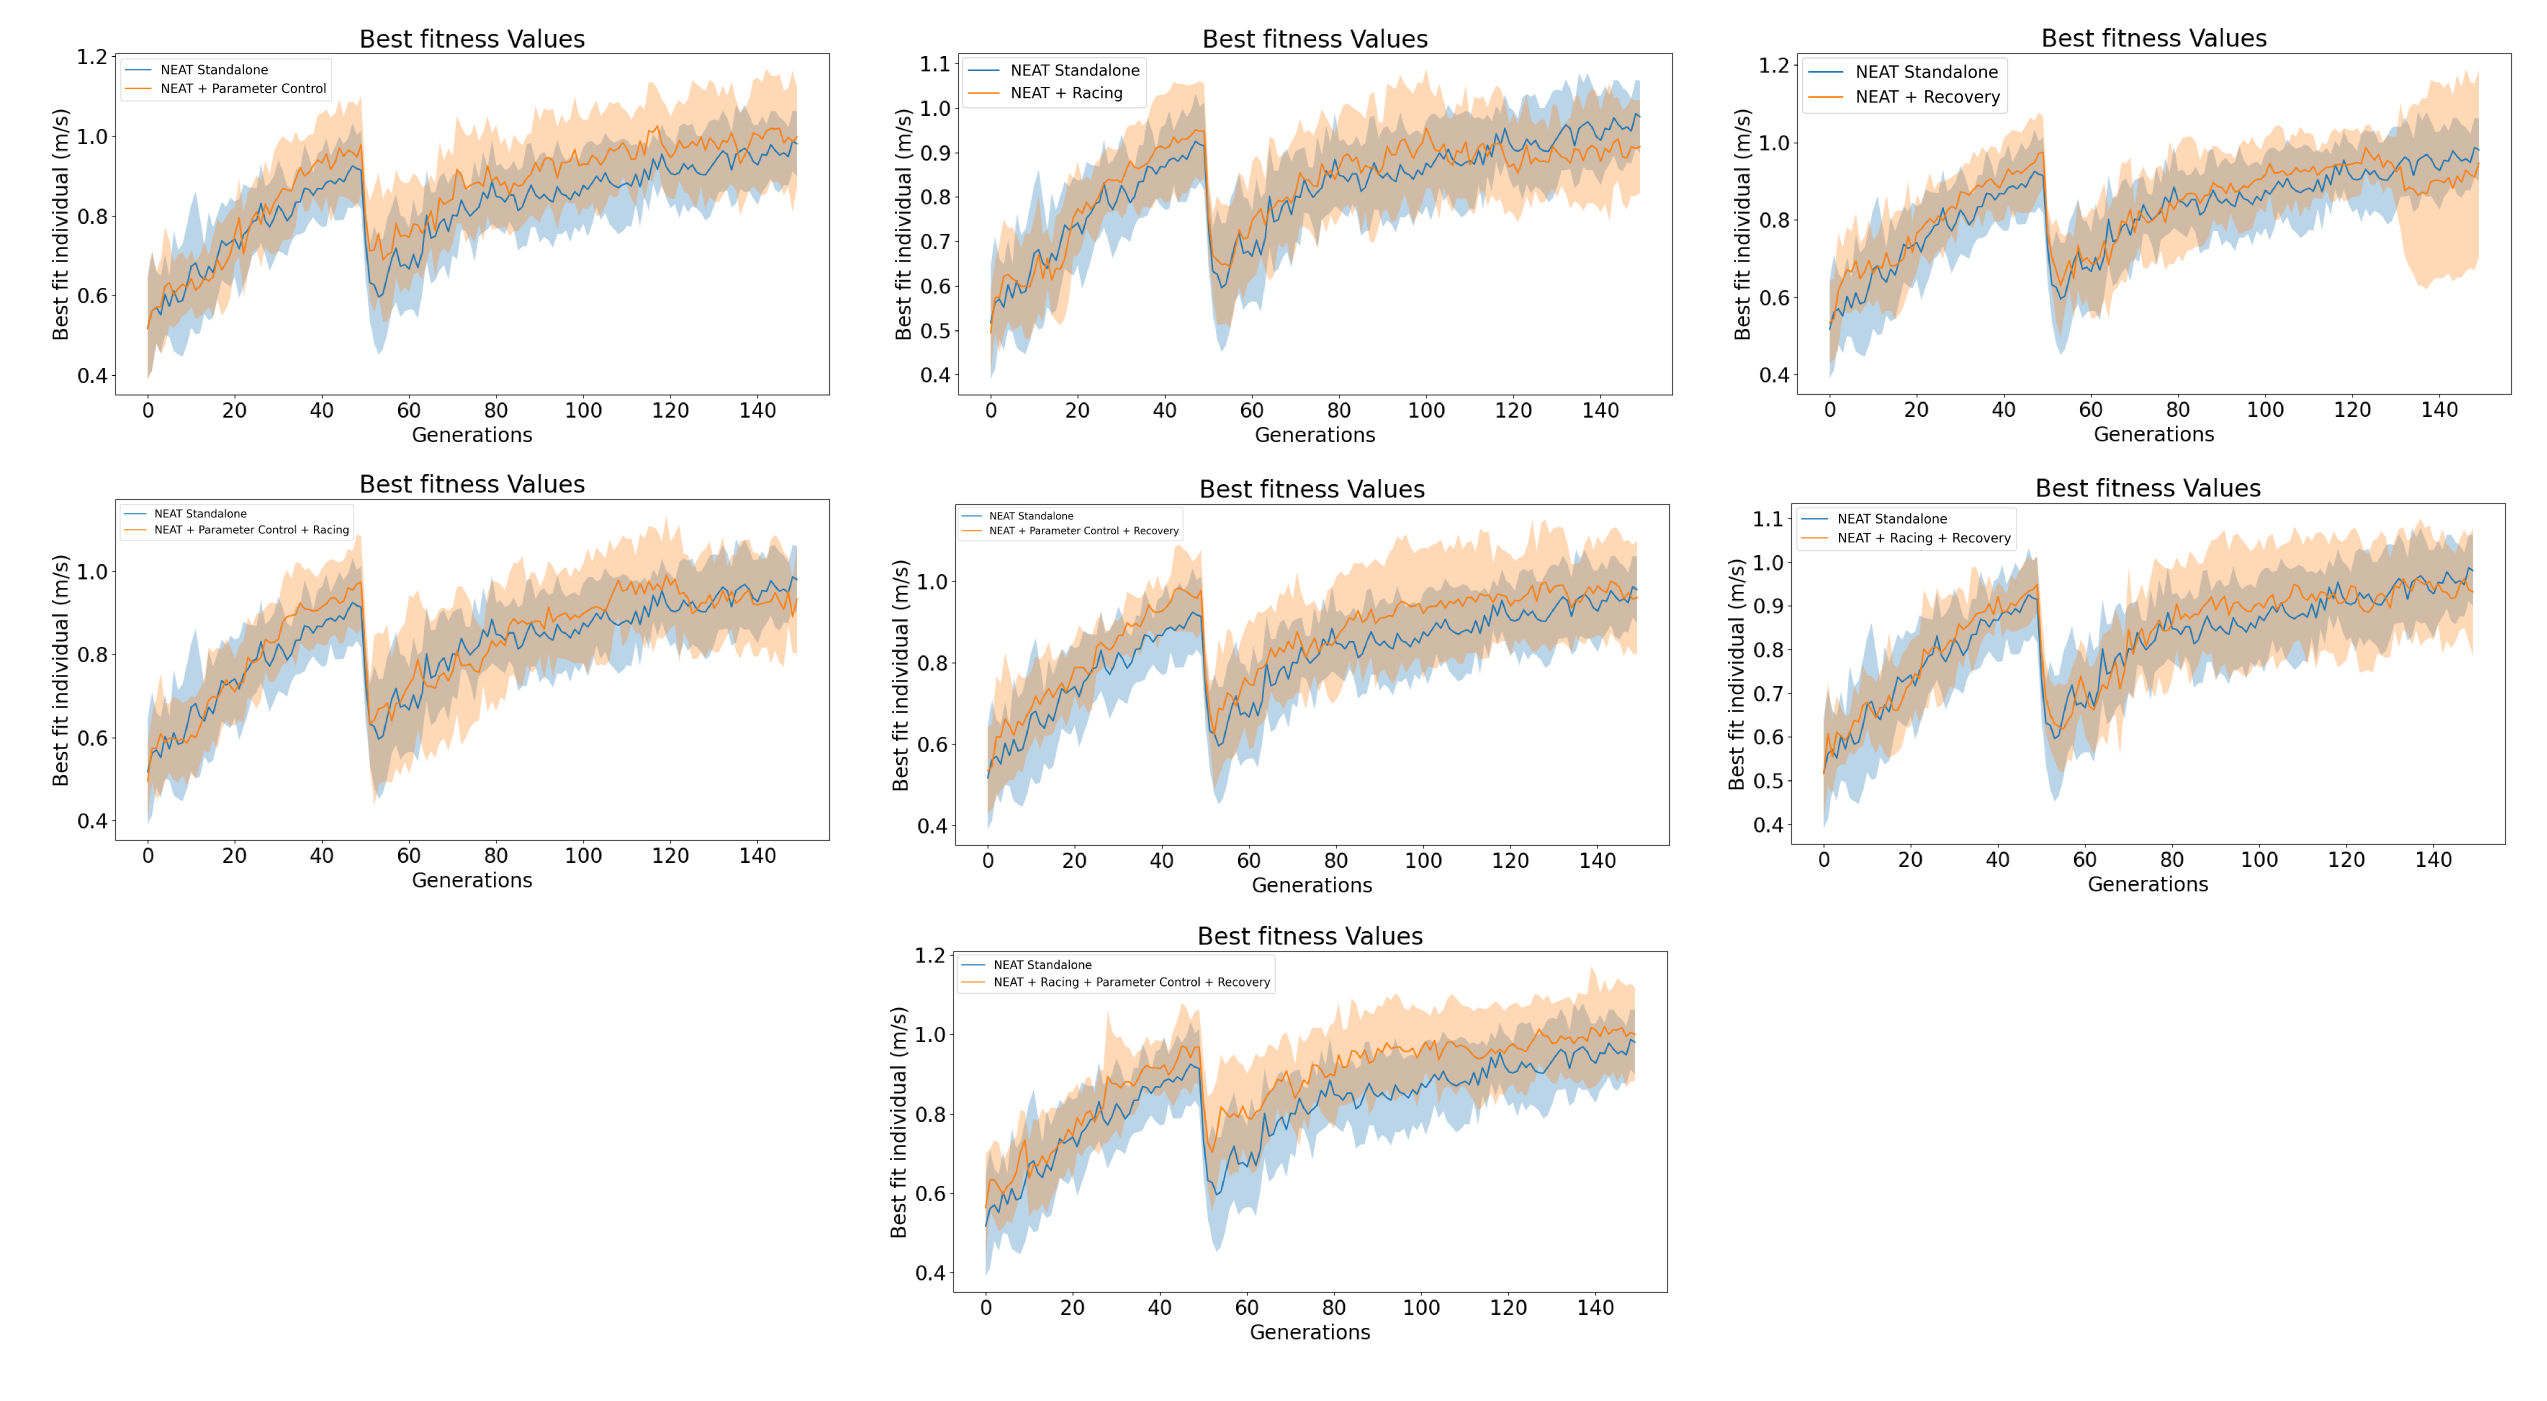 Best fitness Values
1.2
1.0
0.8
0.6
0.4
Best fit individual (m/s)
NEAT Standalone
NEAT + Parameter Control
0 20 40 60 80 100 120 140
Generations
Best fitness Values
1.1
1.0
0.9
0.8
0.7
0.6
0.5
0.4
Best fit individual (m/s)
NEAT Standalone
NEAT + Racing
0 20 40 60 80 100 120 140
Generations
Best fitness Values
1.2
1.0
0.8
0.6
0.4
Best fit individual (m/s)
NEAT Standalone
NEAT + Recovery
0 20 40 60 80 100 120 140
Generations
Best fitness Values
1.0
0.8
0.6
0.4
Best fit individual (m/s)
NEAT Standalone
NEAT + Parameter Control + Racing
0 20 40 60 80 100 120 140
Generations
Best fitness Values
1.0
0.8
0.6
0.4
Best fit individual (m/s)
NEAT Standalone
NEAT + Parameter Control + Recovery
0 20 40 60 80 100 120 140
Generations
Best fitness Values
1.1
1.0
0.9
0.8
0.7
0.6
0.5
0.4
Best fit individual (m/s)
NEAT Standalone
NEAT + Racing + Recovery
0 20 40 60 80 100 120 140
Generations
Best fitness Values
1.2
1.0
0.8
0.6
0.4
Best fit individual (m/s)
NEAT Standalone
NEAT + Racing + Parameter Control + Recovery
0 20 40 60 80 100 120 140
Generations